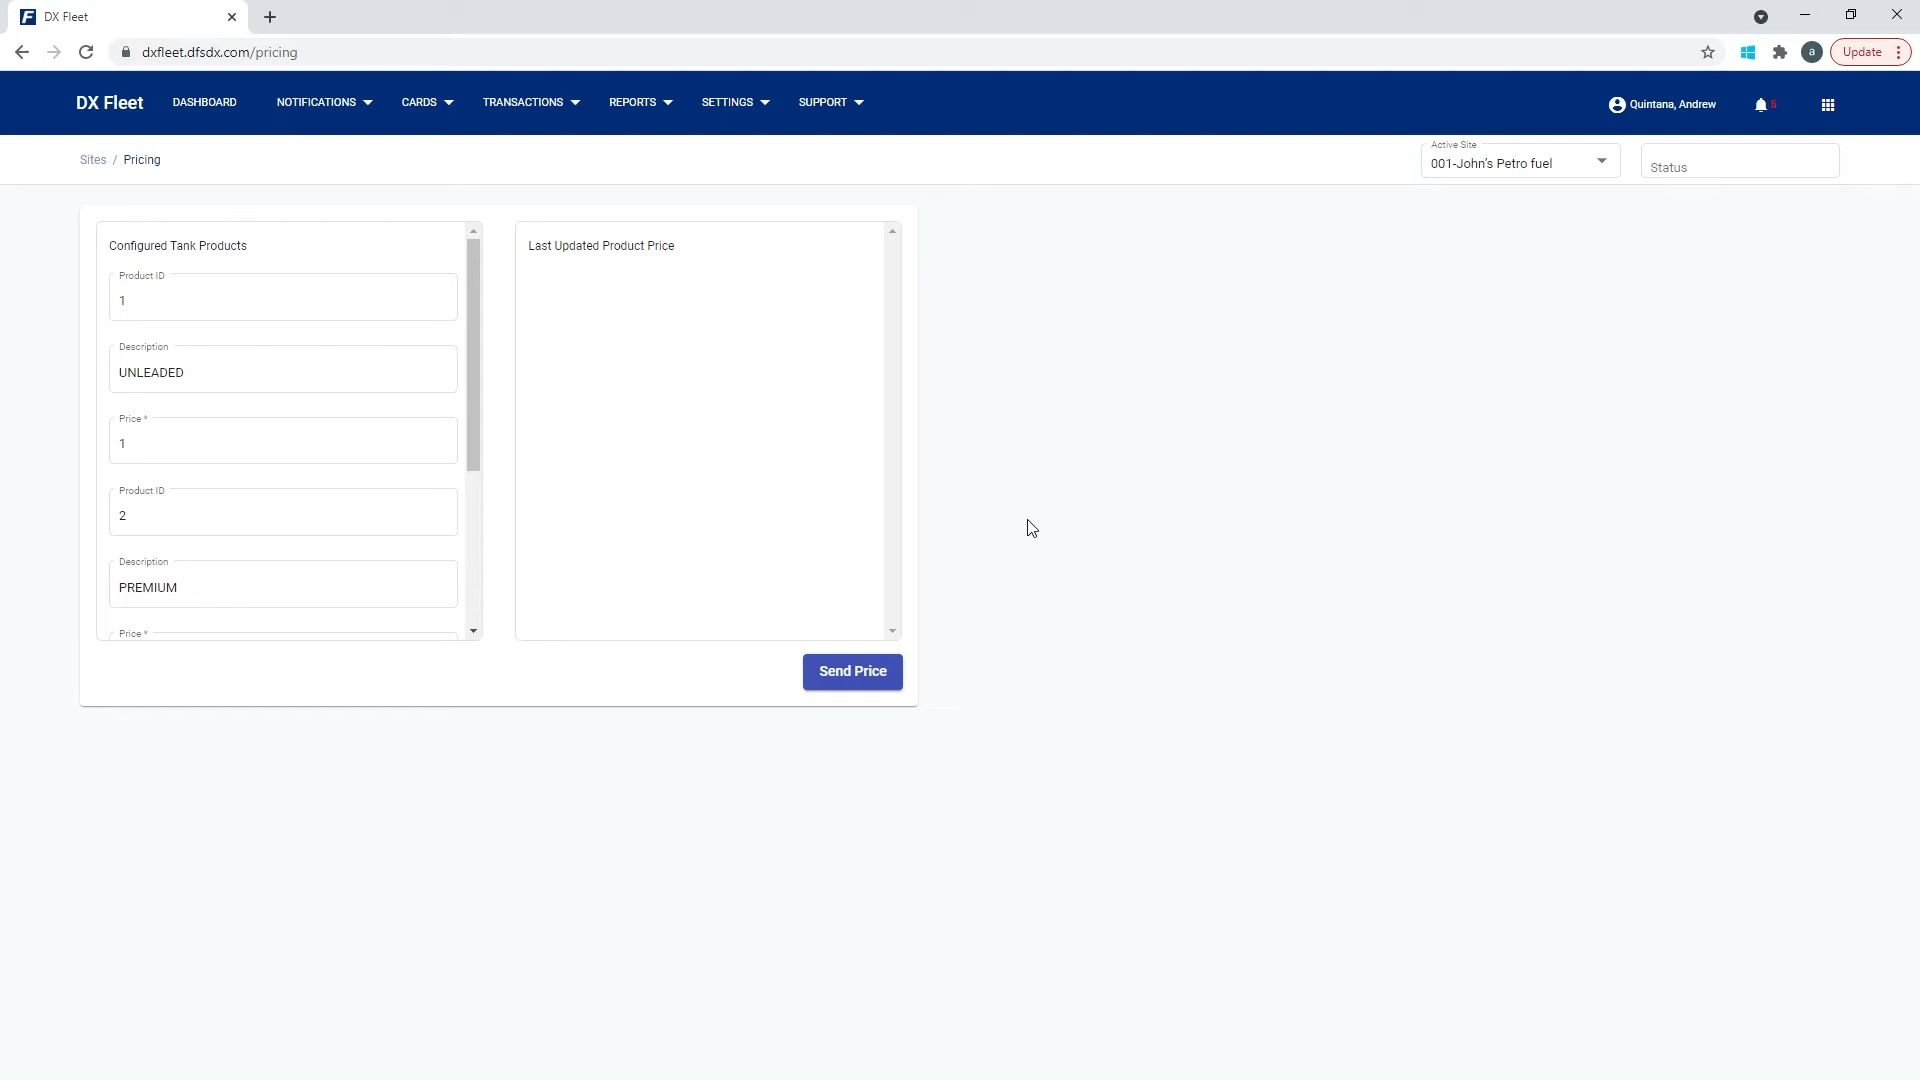 DX Fleet
dxfleet.dfsdx.com/pricing
a
Update
DX Fleet DASHBOARD NOTIFICATIONS CARDS TRANSACTIONS REPORTS SETTINGS SUPPORT Quintana, Andrew 5
Sites / Pricing
Active Site
001-John's Petro fuel
Status
Configured Tank Products
Product ID
1
Description
UNLEADED
Price *
1
Product ID
2
Description
PREMIUM
Price *
Last Updated Product Price
Send Price